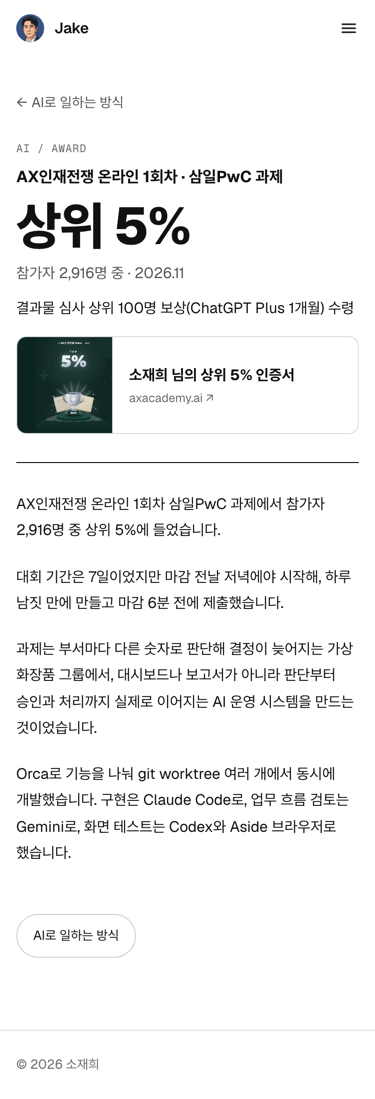 Jake
← AI로 일하는 방식
AI / AWARD
AX인재전쟁 온라인 1회차 · 삼일PwC 과제
상위 5%
참가자 2,916명 중 · 2026.11
결과물 심사 상위 100명 보상(ChatGPT Plus 1개월) 수령
5%
소재희 님의 상위 5% 인증서
axacademy.ai ↗
AX인재전쟁 온라인 1회차 삼일PwC 과제에서 참가자
2,916명 중 상위 5%에 들었습니다.
대회 기간은 7일이었지만 마감 전날 저녁에야 시작해, 하루
남짓 만에 만들고 마감 6분 전에 제출했습니다.
과제는 부서마다 다른 숫자로 판단해 결정이 늦어지는 가상
화장품 그룹에서, 대시보드나 보고서가 아니라 판단부터
승인과 처리까지 실제로 이어지는 AI 운영 시스템을 만드는
것이었습니다.
Orca로 기능을 나눠 git worktree 여러 개에서 동시에
개발했습니다. 구현은 Claude Code로, 업무 흐름 검토는
Gemini로, 화면 테스트는 Codex와 Aside 브라우저로
했습니다.
AI로 일하는 방식
© 2026 소재희